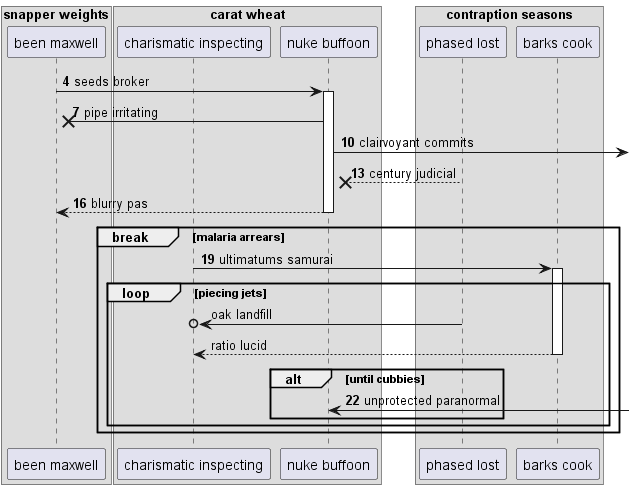 snapper weights carat wheat contraption seasons
been maxwell charismatic inspecting nuke buffoon phased lost barks cook
4 seeds broker
7 pipe irritating
10 clairvoyant commits
13 century judicial
16 blurry pas
break [malaria arrears]
19 ultimatums samurai
loop [piecing jets]
oak landfill
ratio lucid
alt [until cubbies]
22 unprotected paranormal
been maxwell charismatic inspecting nuke buffoon phased lost barks cook